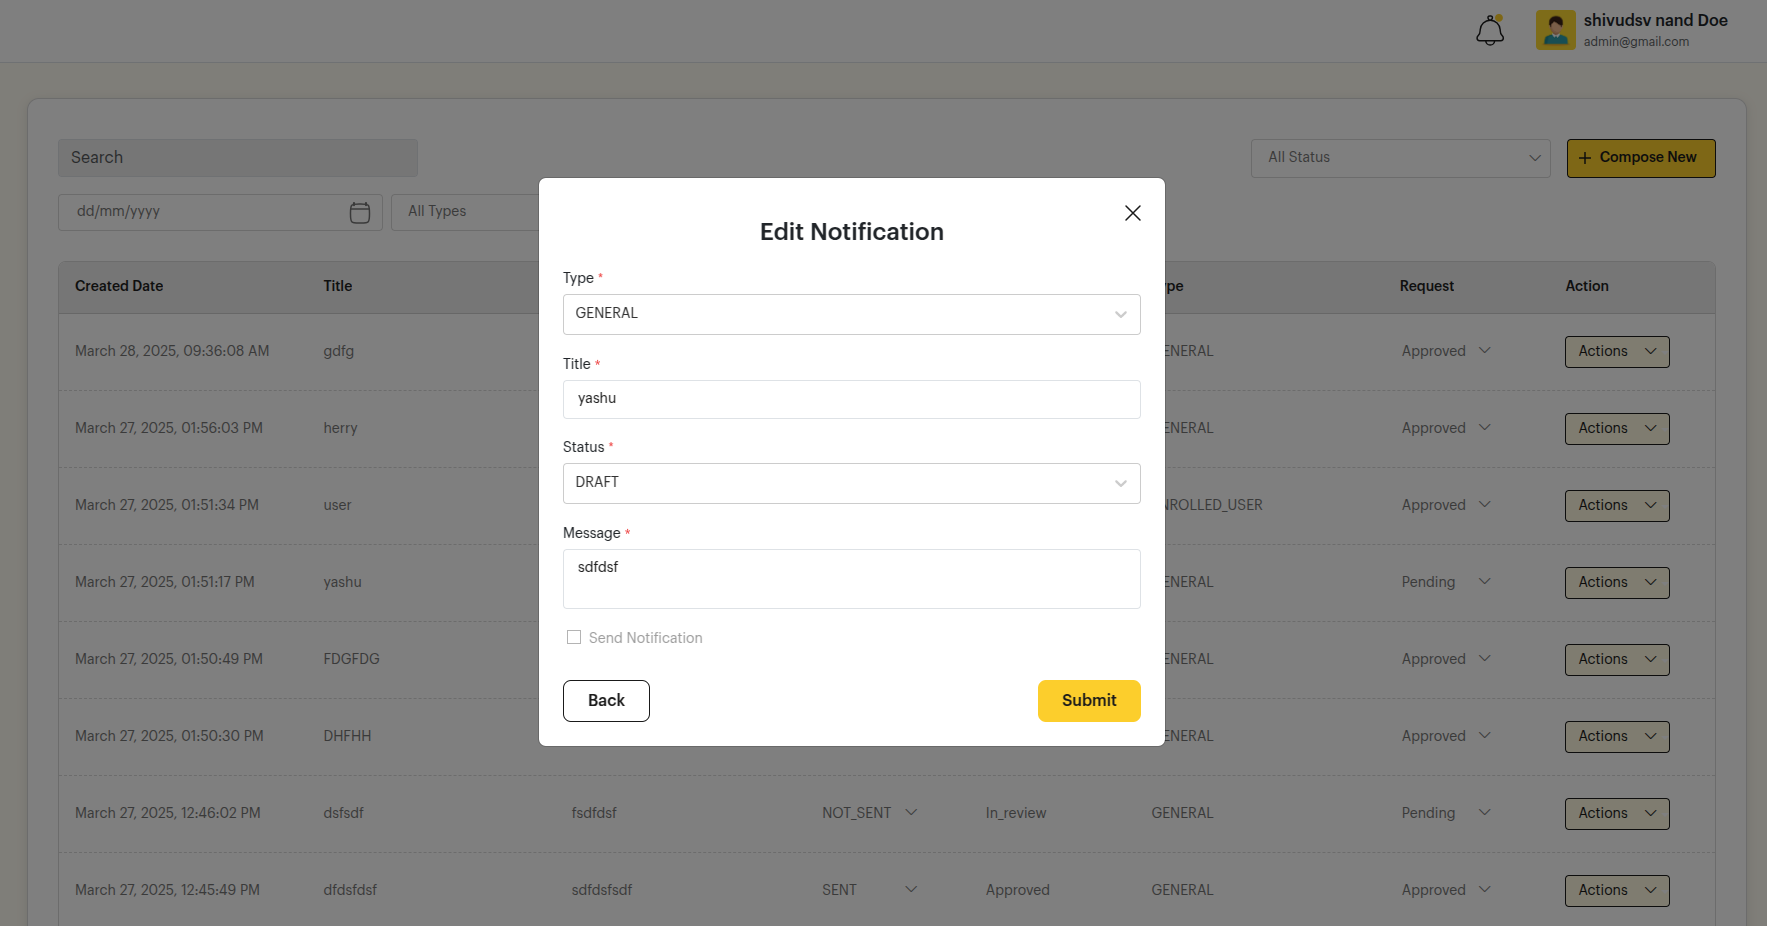 shivudsv nand Doe
admin@gmail.com
Search
All Status
+ Compose New
dd/mm/yyyy
All Types
Edit Notification
Type *
GENERAL
Title *
yashu
Status *
DRAFT
Message *
sdfdsf
Send Notification
Back
Submit
Created Date Title pe Request Action
March 28, 2025, 09:36:08 AM gdfg ENERAL Approved Actions
March 27, 2025, 01:56:03 PM herry ENERAL Approved Actions
March 27, 2025, 01:51:34 PM user NROLLED_USER Approved Actions
March 27, 2025, 01:51:17 PM yashu ENERAL Pending Actions
March 27, 2025, 01:50:49 PM FDGFDG ENERAL Approved Actions
March 27, 2025, 01:50:30 PM DHFHH ENERAL Approved Actions
March 27, 2025, 12:46:02 PM dsfsdf fsdfdsf NOT_SENT In_review GENERAL Pending Actions
March 27, 2025, 12:45:49 PM dfdsfdsf sdfdsfsdf SENT Approved GENERAL Approved Actions